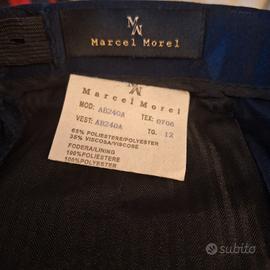 MM
Marcel Morel
Marcel Morel
MOD: AB240A TEX: 0706
VEST: AB240A TG. 12
65% POLIESTERE/POLYESTER
35% VISCOSA/VISCOSE
FODERA/LINING
100%POLIESTERE
100%POLYESTER
subito